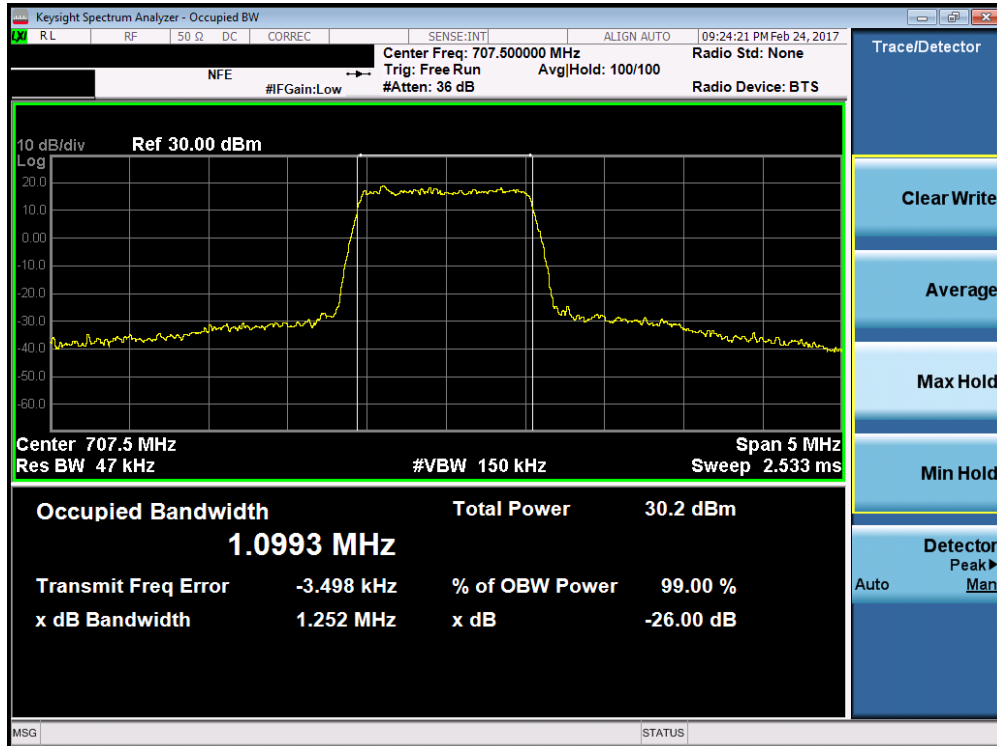 Keysight Spectrum Analyzer - Occupied BW
LXI RL RF 50 Ω DC CORREC SENSE:INT ALIGN AUTO 09:24:21 PM Feb 24, 2017
Center Freq: 707.500000 MHz Radio Std: None
NFE Trig: Free Run Avg|Hold: 100/100
#IFGain:Low #Atten: 36 dB Radio Device: BTS
10 dB/div Ref 30.00 dBm
Log
20.0
10.0
0.00
-10.0
-20.0
-30.0
-40.0
-50.0
-60.0
Center 707.5 MHz Span 5 MHz
Res BW 47 kHz #VBW 150 kHz Sweep 2.533 ms
Occupied Bandwidth Total Power 30.2 dBm
1.0993 MHz
Transmit Freq Error -3.498 kHz % of OBW Power 99.00 %
x dB Bandwidth 1.252 MHz x dB -26.00 dB
MSG STATUS
Trace/Detector
Clear Write
Average
Max Hold
Min Hold
Detector
Peak▶
Auto Man